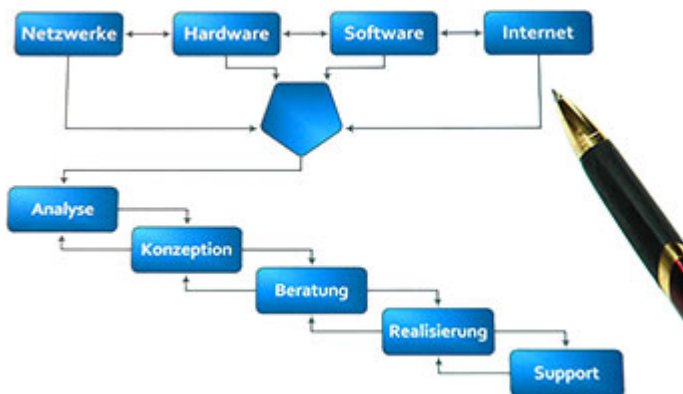 Netzwerke
Hardware
Software
Internet
Analyse
Konzeption
Beratung
Realisierung
Support